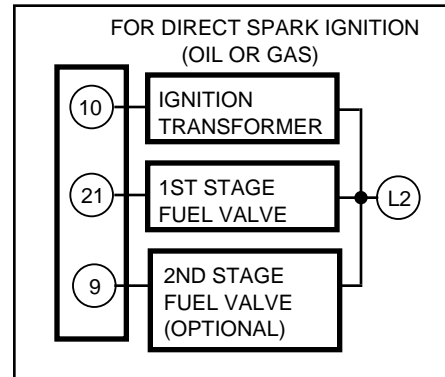 FOR DIRECT SPARK IGNITION
(OIL OR GAS)
10
IGNITION
TRANSFORMER
21
1ST STAGE
FUEL VALVE
L2
9
2ND STAGE
FUEL VALVE
(OPTIONAL)